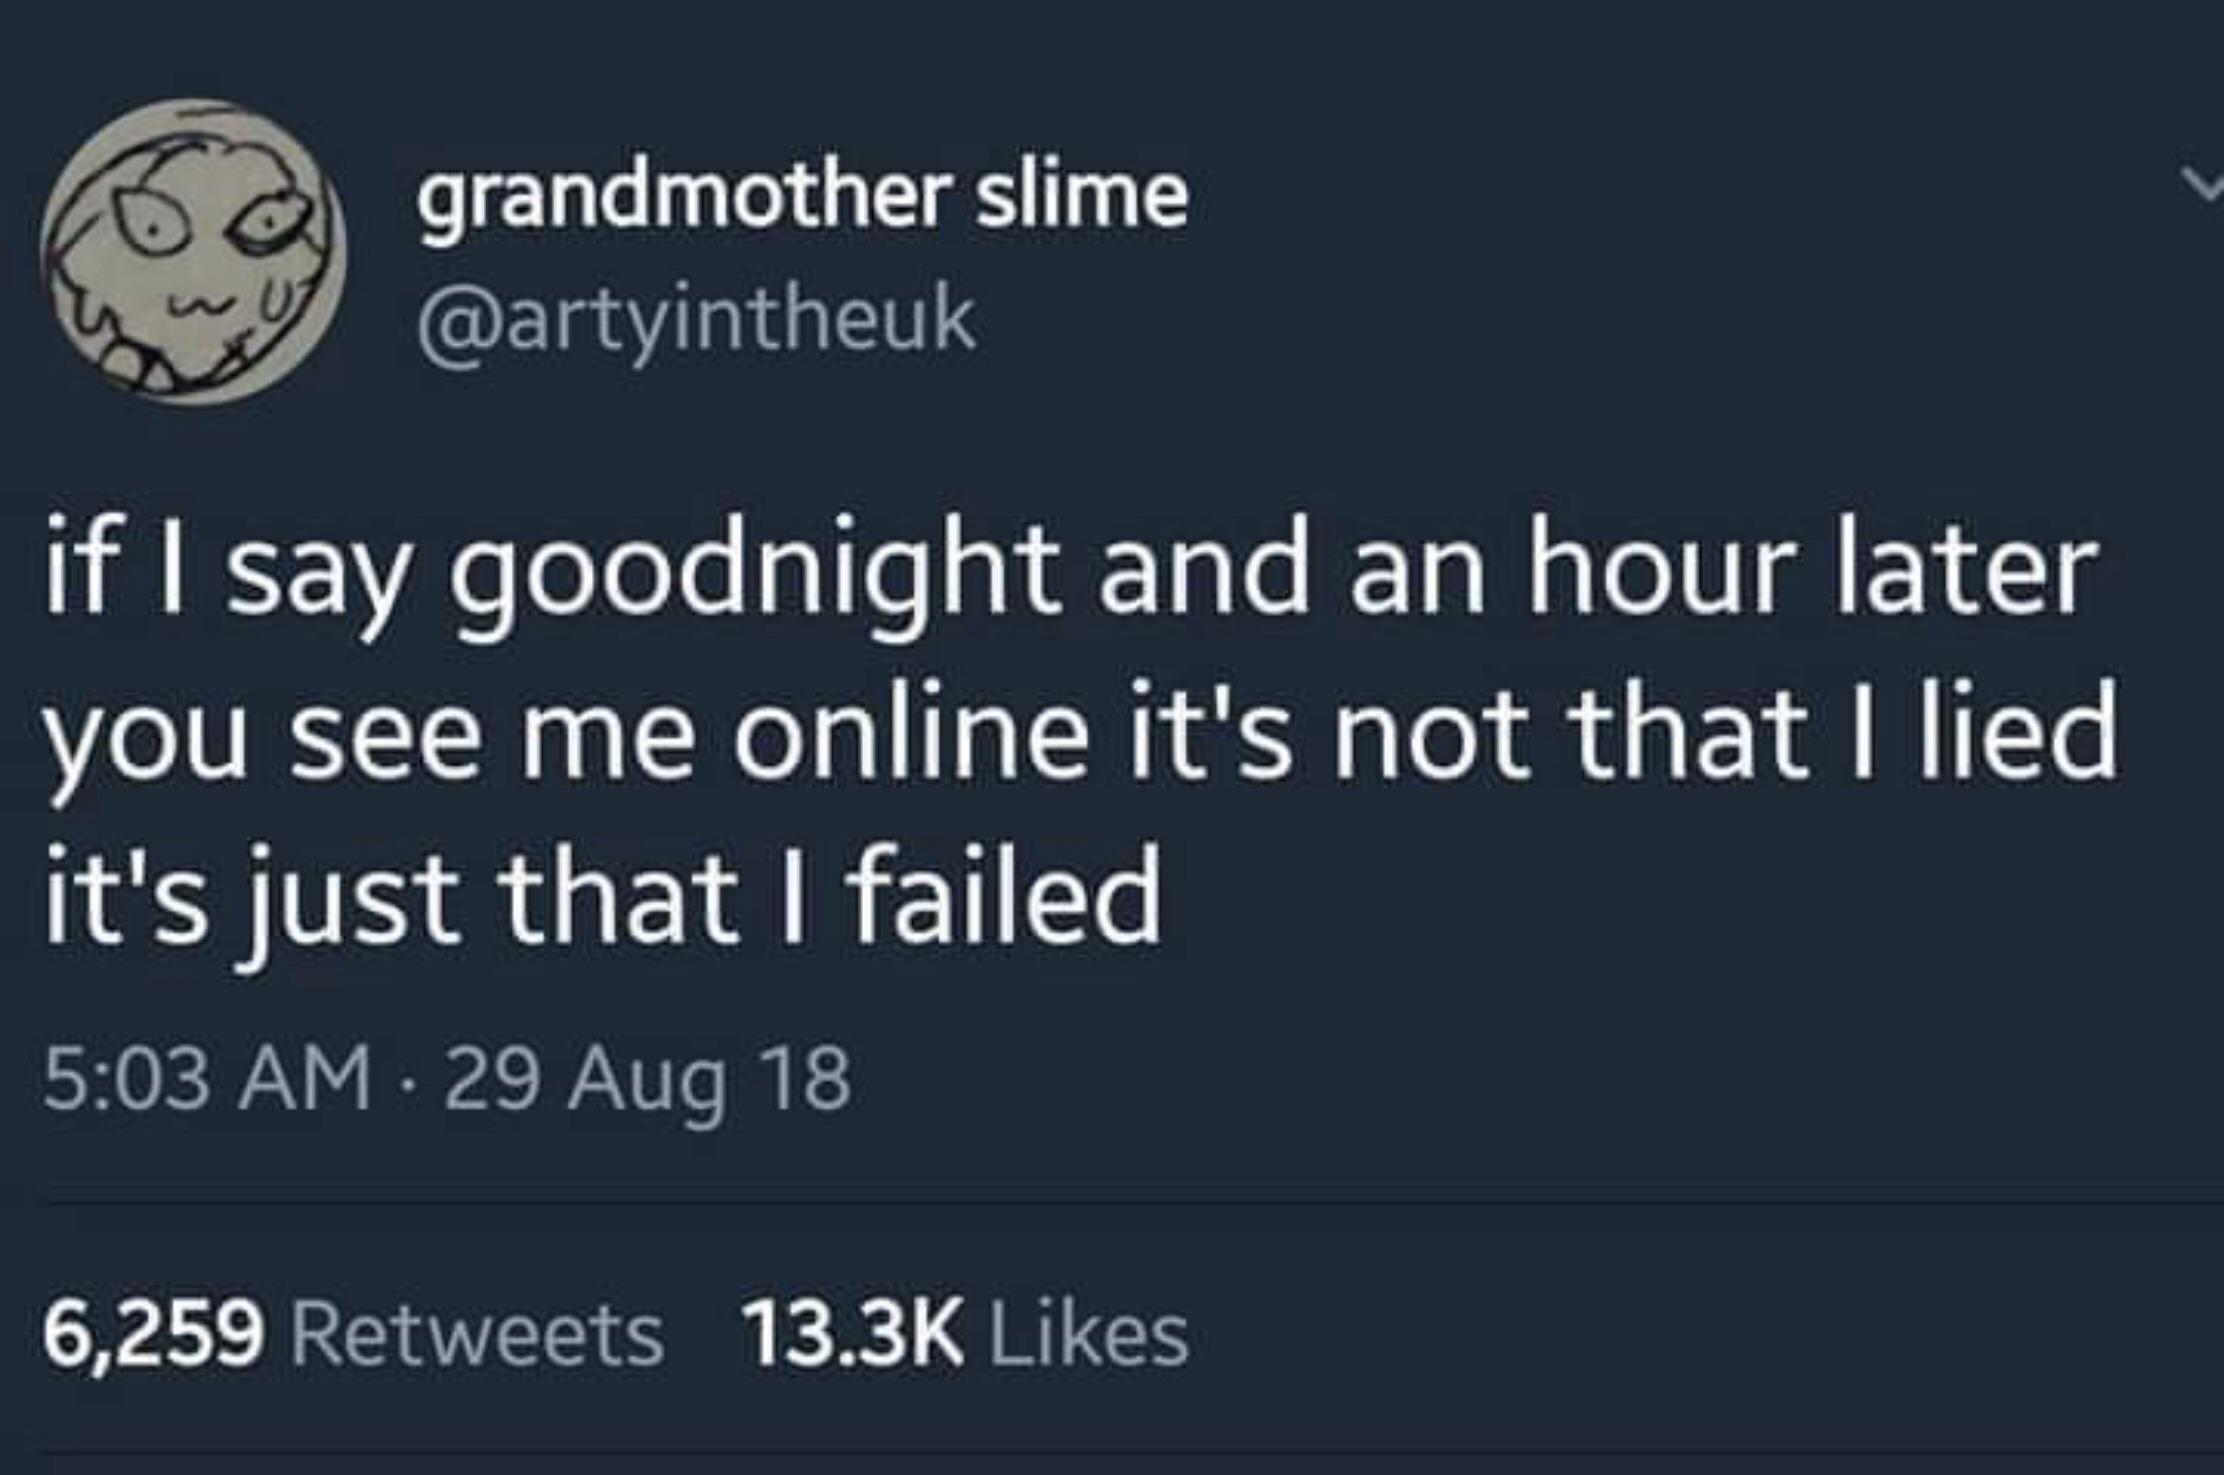 grandmother slime
@artyintheuk
if I say goodnight and an hour later
you see me online it's not that I lied
it's just that I failed
5:03 AM · 29 Aug 18
6,259 Retweets 13.3K Likes